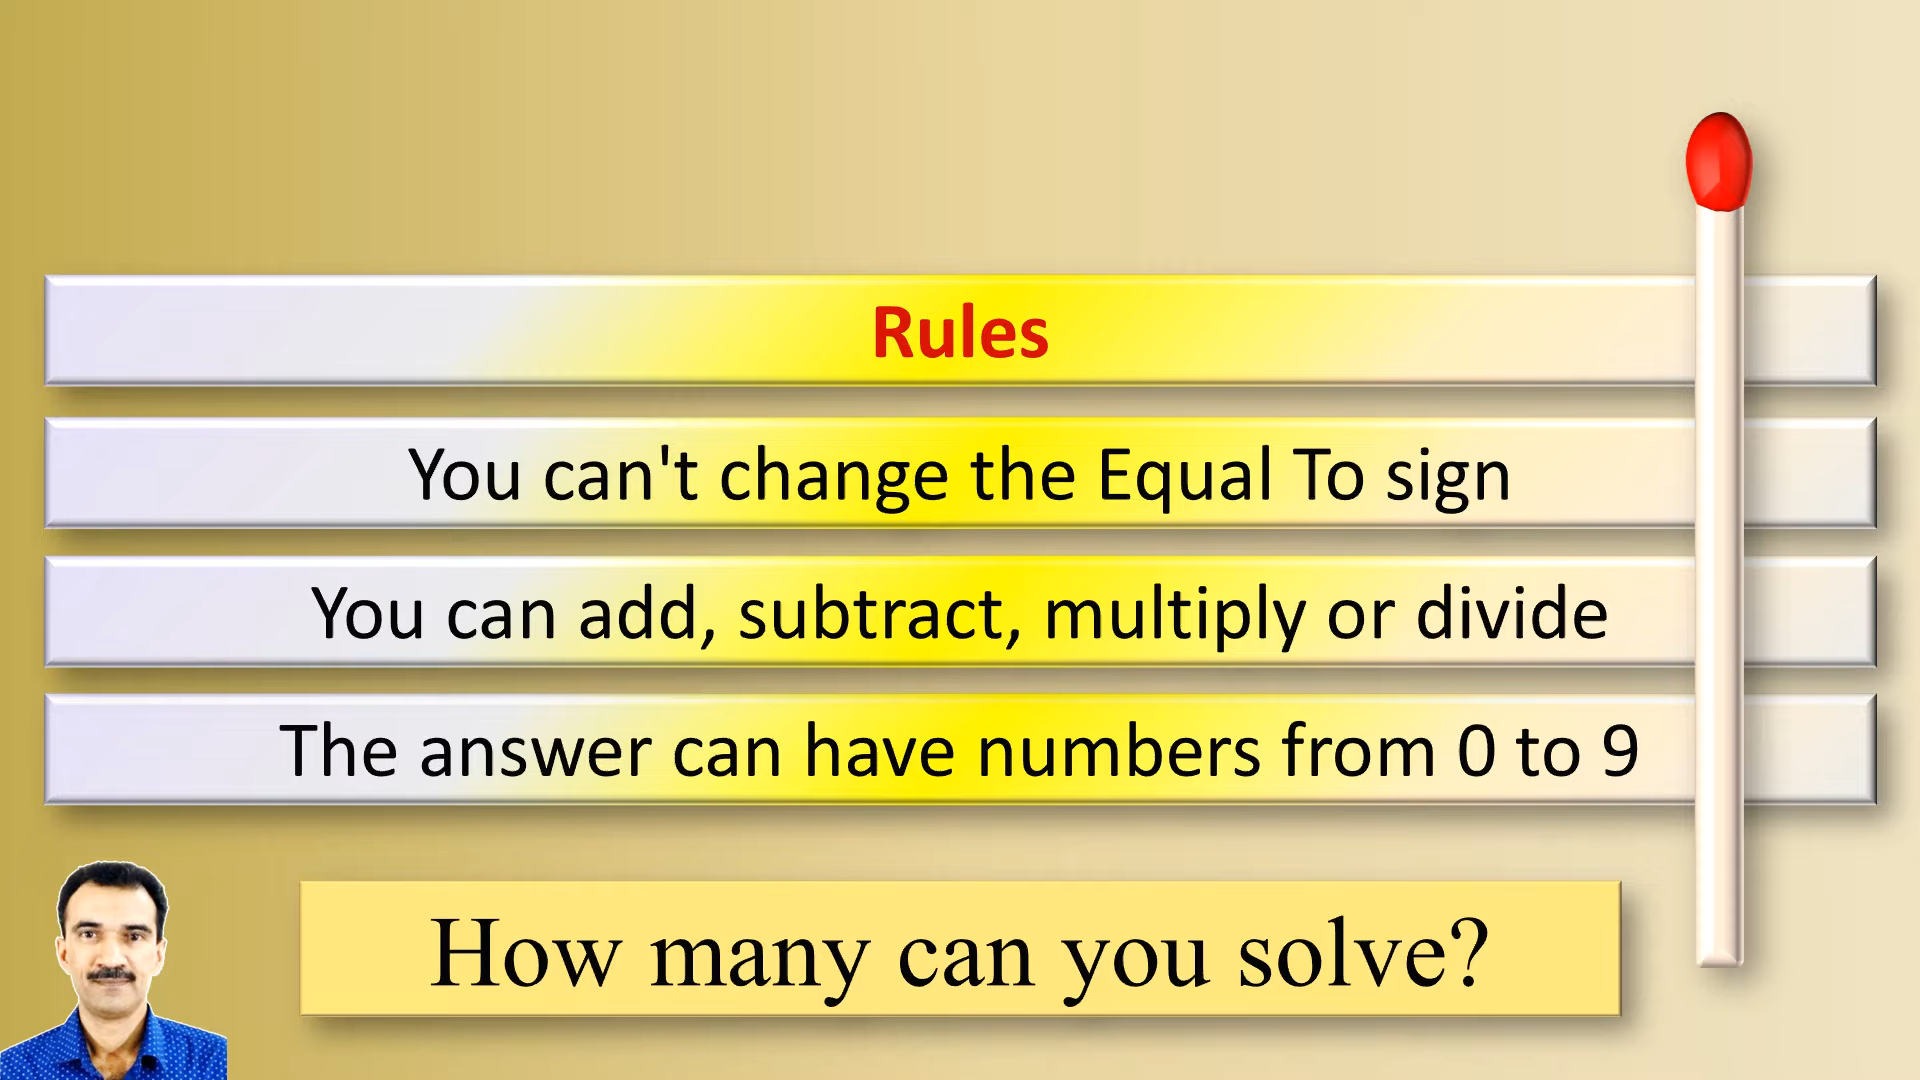 Rules
You can't change the Equal To sign
You can add, subtract, multiply or divide
The answer can have numbers from 0 to 9
How many can you solve?